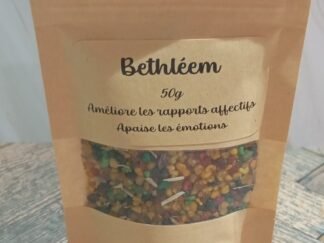 Bethléem
50g
Améliore les rapports affectifs
Apaise les émotions